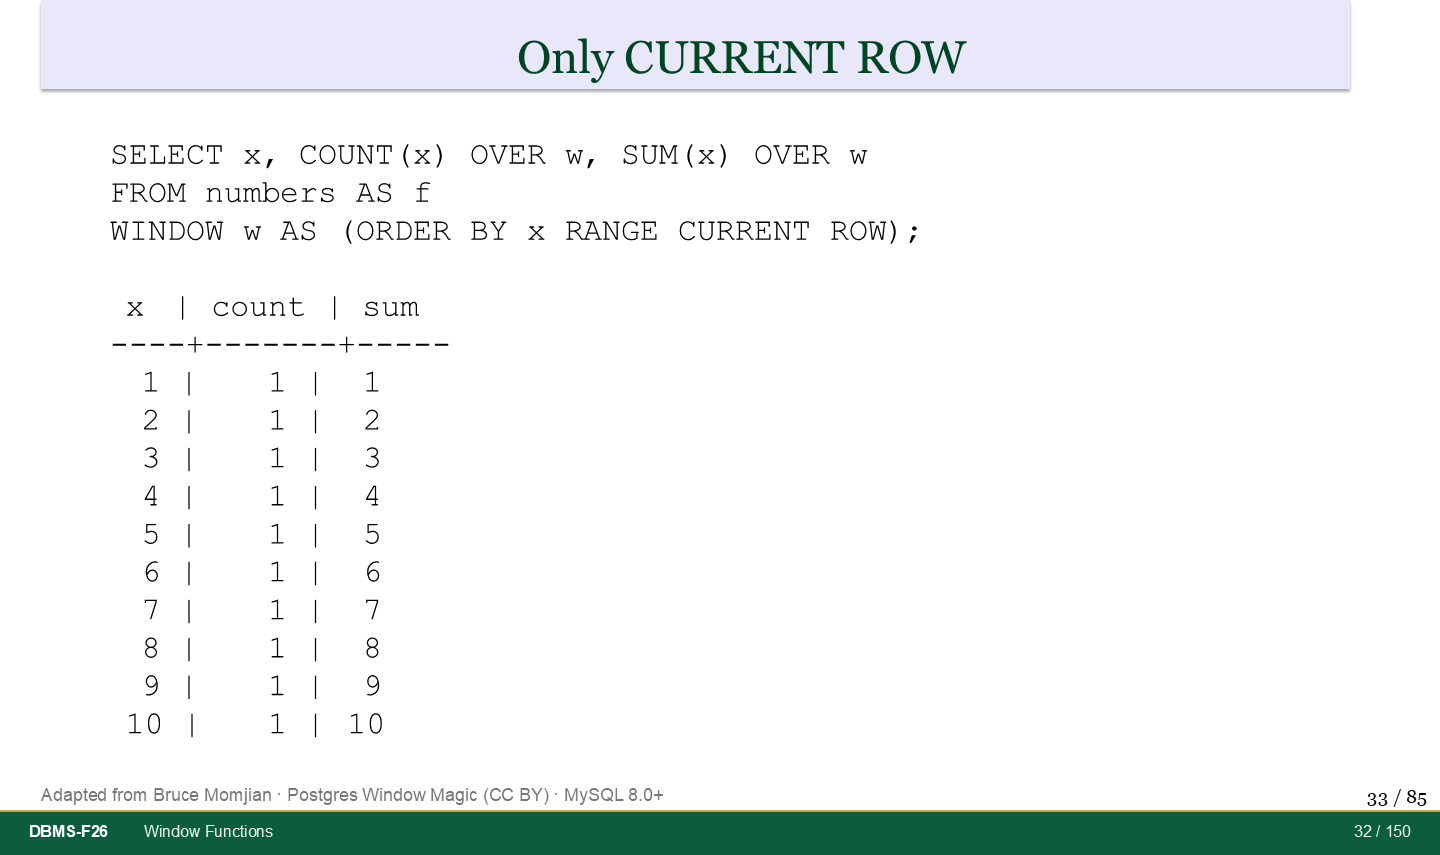 Only CURRENT ROW
SELECT x, COUNT(x) OVER w, SUM(x) OVER w
FROM numbers AS f
WINDOW w AS (ORDER BY x RANGE CURRENT ROW);
x | count | sum
----+-------+-----
1 | 1 | 1
2 | 1 | 2
3 | 1 | 3
4 | 1 | 4
5 | 1 | 5
6 | 1 | 6
7 | 1 | 7
8 | 1 | 8
9 | 1 | 9
10 | 1 | 10
Adapted from Bruce Momjian · Postgres Window Magic (CC BY) · MySQL 8.0+
33 / 85
DBMS-F26 Window Functions 32 / 150